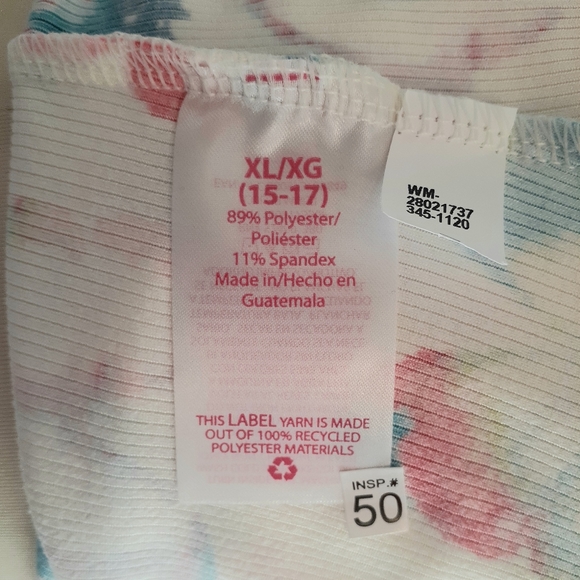 XL/XG
(15-17)
89% Polyester/
Poliéster
11% Spandex
Made in/Hecho en
Guatemala
THIS LABEL YARN IS MADE
OUT OF 100% RECYCLED
POLYESTER MATERIALS
WM-
28021737
345-1120
INSP.#
50